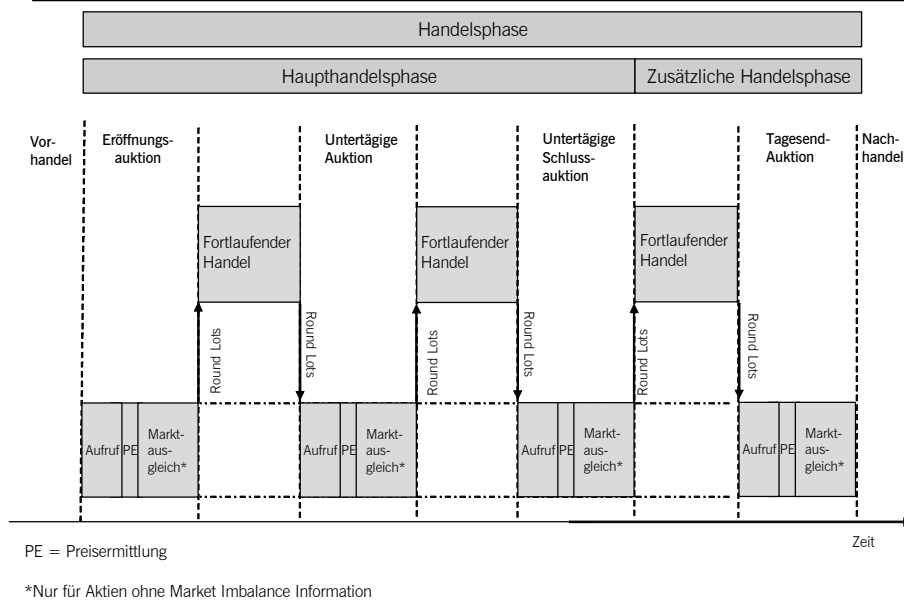 Handelsphase
Haupthandelsphase
Zusätzliche Handelsphase
Vor-
handel
Eröffnungs-
auktion
Untertägige
Auktion
Untertägige
Schluss-
auktion
Tagesend-
Auktion
Nach-
handel
Fortlaufender
Handel
Fortlaufender
Handel
Fortlaufender
Handel
Round Lots
Round Lots
Round Lots
Round Lots
Round Lots
Round Lots
Aufruf
PE
Markt-
aus-
gleich*
Aufruf
PE
Markt-
aus-
gleich*
Aufruf
PE
Markt-
aus-
gleich*
Aufruf
PE
Markt-
aus-
gleich*
Zeit
PE = Preisermittlung
*Nur für Aktien ohne Market Imbalance Information